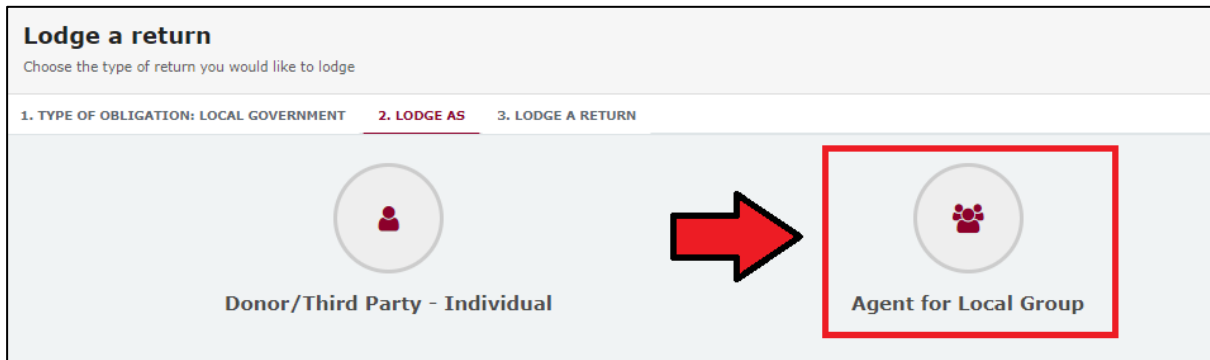 Lodge a return
Choose the type of return you would like to lodge
1. TYPE OF OBLIGATION: LOCAL GOVERNMENT 2. LODGE AS 3. LODGE A RETURN
Donor/Third Party - Individual Agent for Local Group